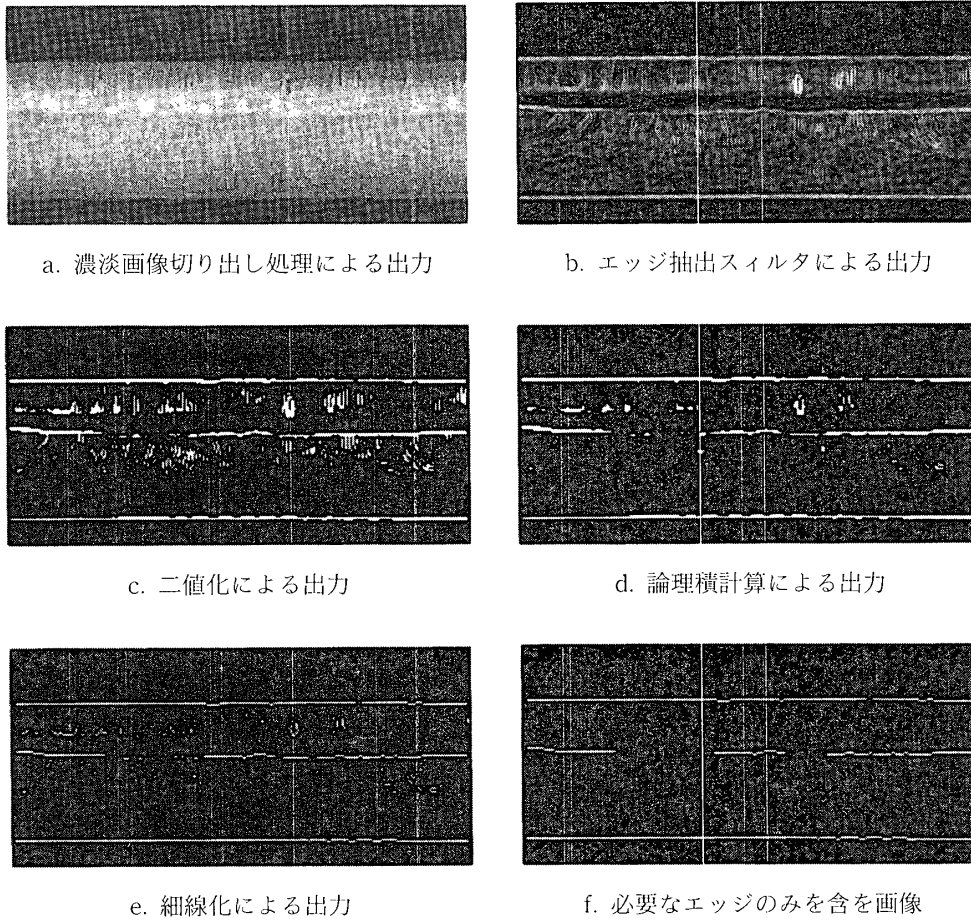 a. 濃淡画像切り出し処理による出力
b. エッジ抽出スィルタによる出力
c. 二値化による出力
d. 論理積計算による出力
e. 細線化による出力
f. 必要なエッジのみを含を画像